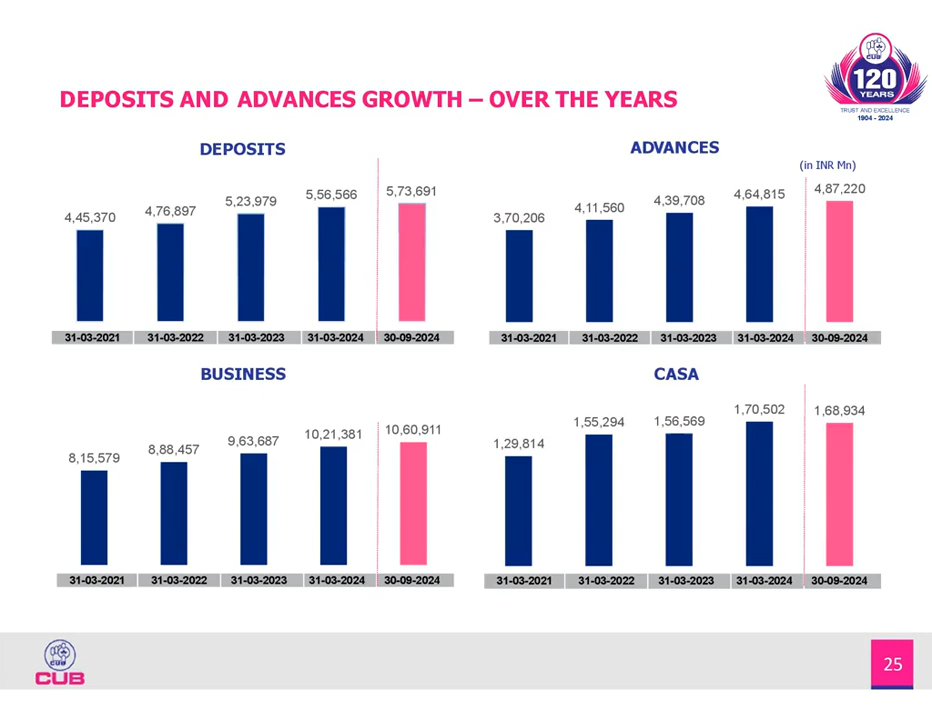 CUB
120
YEARS
TRUST AND EXCELLENCE
1904 - 2024
DEPOSITS AND ADVANCES GROWTH – OVER THE YEARS
DEPOSITS
4,45,370 4,76,897 5,23,979 5,56,566 5,73,691
31-03-2021 31-03-2022 31-03-2023 31-03-2024 30-09-2024
ADVANCES
(in INR Mn)
3,70,206 4,11,560 4,39,708 4,64,815 4,87,220
31-03-2021 31-03-2022 31-03-2023 31-03-2024 30-09-2024
BUSINESS
8,15,579 8,88,457 9,63,687 10,21,381 10,60,911
31-03-2021 31-03-2022 31-03-2023 31-03-2024 30-09-2024
CASA
1,29,814 1,55,294 1,56,569 1,70,502 1,68,934
31-03-2021 31-03-2022 31-03-2023 31-03-2024 30-09-2024
CUB
CUB
25